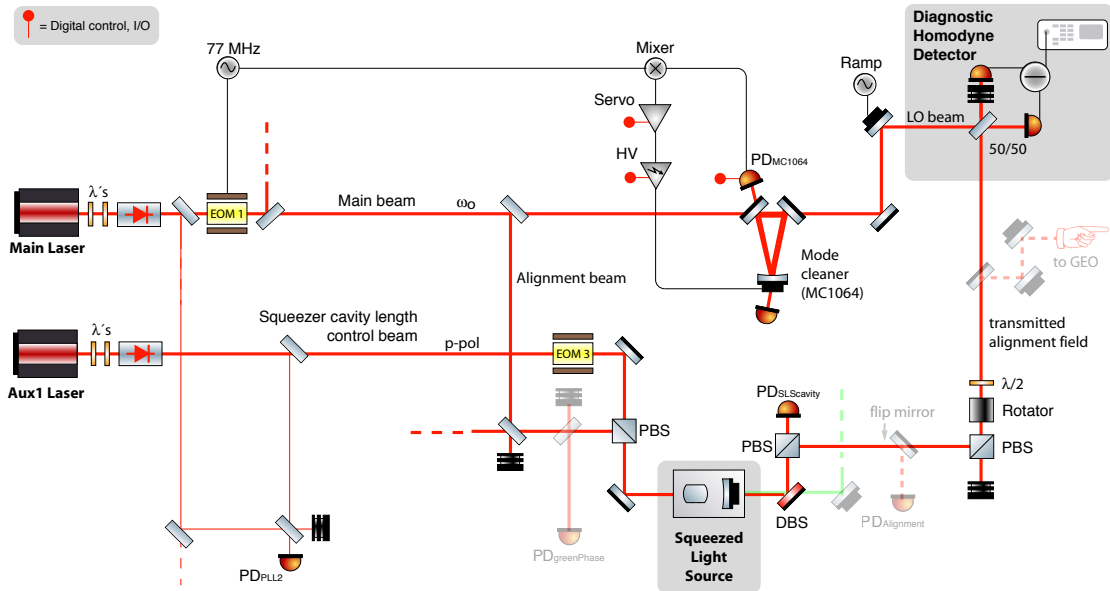 = Digital control, I/O
77 MHz
Mixer
Diagnostic
Homodyne
Detector
Ramp
Servo
LO beam
50/50
HV
PDMC1064
λ´s
EOM 1
Main beam
ωo
Main Laser
to GEO
Alignment beam
Mode
cleaner
(MC1064)
Squeezer cavity length
control beam
transmitted
alignment field
λ´s
p-pol
EOM 3
Aux1 Laser
λ/2
PDSLScavity
flip mirror
Rotator
PBS
PBS
PBS
DBS
PDAlignment
PDgreenPhase
Squeezed
Light
Source
PDPLL2